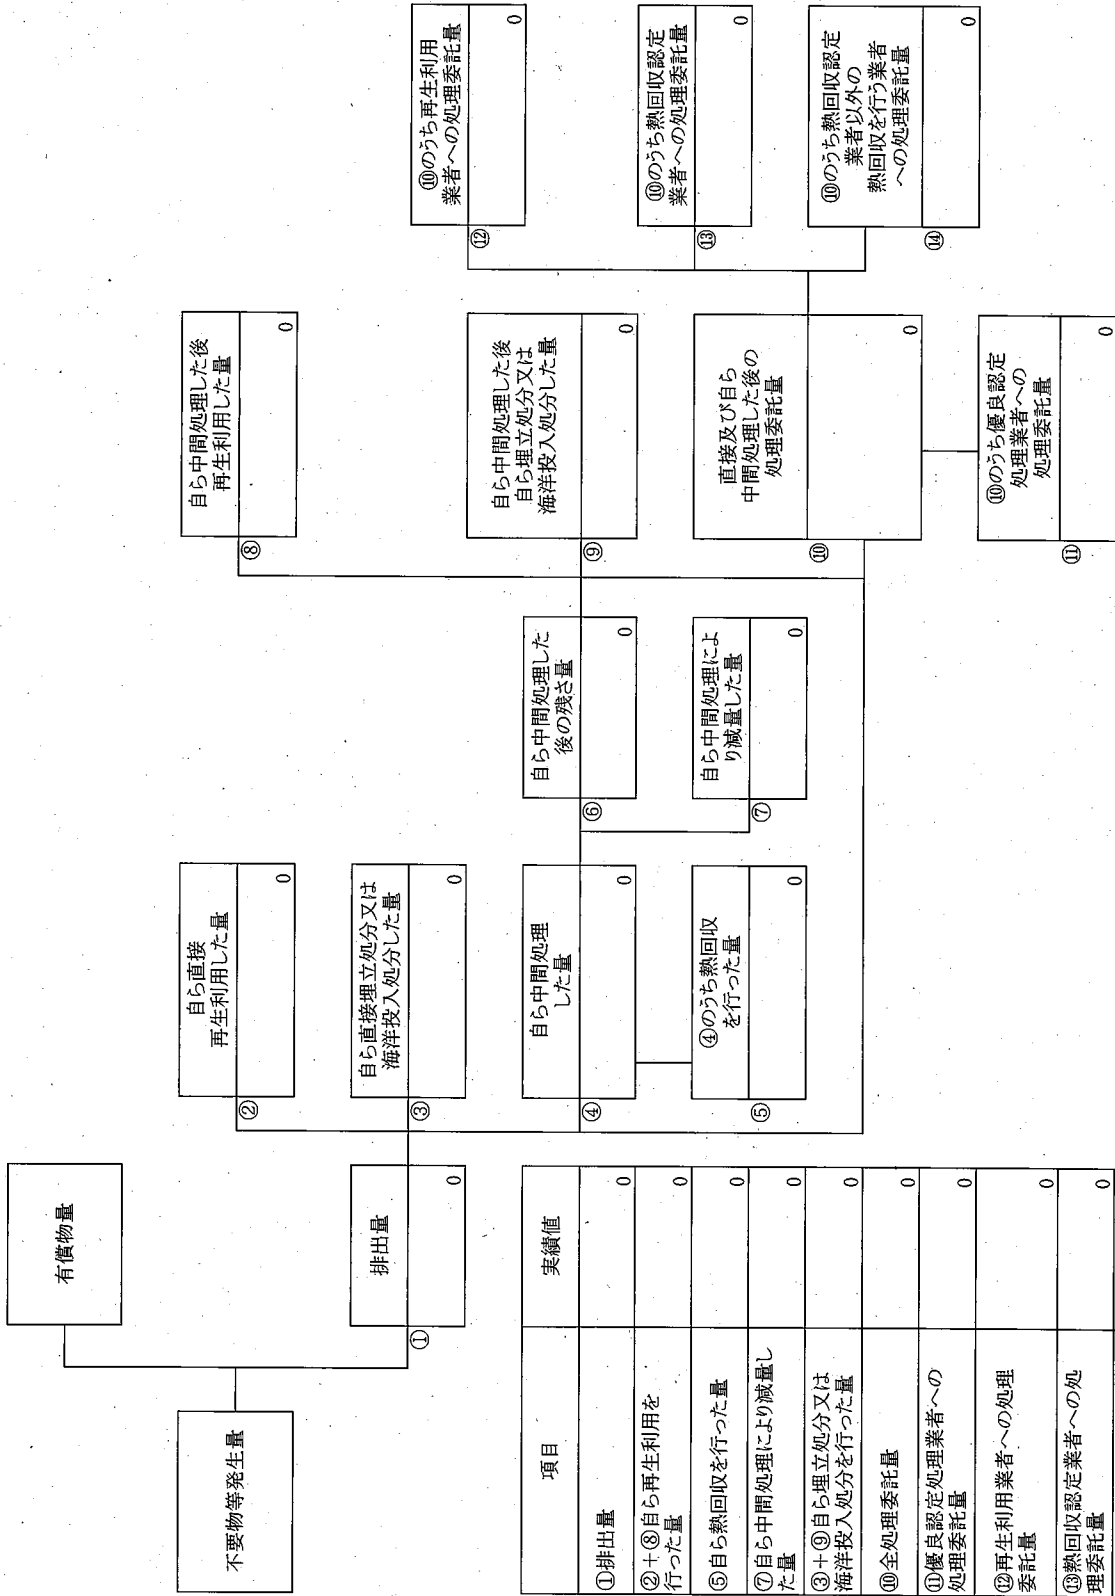 不要物等発生量
有償物量
排出量
①
0
自ら直接
再生利用した量
②
0
自ら直接埋立処分又は
海洋投入処分した量
③
0
自ら中間処理
した量
④
0
④のうち熱回収
を行った量
⑤
0
自ら中間処理した
後の残さ量
⑥
0
自ら中間処理によ
り減量した量
⑦
0
自ら中間処理した後
再生利用した量
⑧
0
自ら中間処理した後
自ら埋立処分又は
海洋投入処分した量
⑨
0
直接及び自ら
中間処理した後の
処理委託量
⑩
0
⑩のうち優良認定
処理業者への
処理委託量
⑪
0
⑩のうち再生利用
業者への処理委託量
⑫
0
⑩のうち熱回収認定
業者への処理委託量
⑬
0
⑩のうち熱回収認定
業者以外の
熱回収を行う業者
への処理委託量
⑭
0
項目 実績値
①排出量 0
②+⑧自ら再生利用を
行った量 0
⑤自ら熱回収を行った量 0
⑦自ら中間処理により減量し
た量 0
③+⑨自ら埋立処分又は
海洋投入処分を行った量 0
⑩全処理委託量 0
⑪優良認定処理業者への
処理委託量 0
⑫再生利用業者への処理
委託量 0
⑬熱回収認定業者への処
理委託量 0